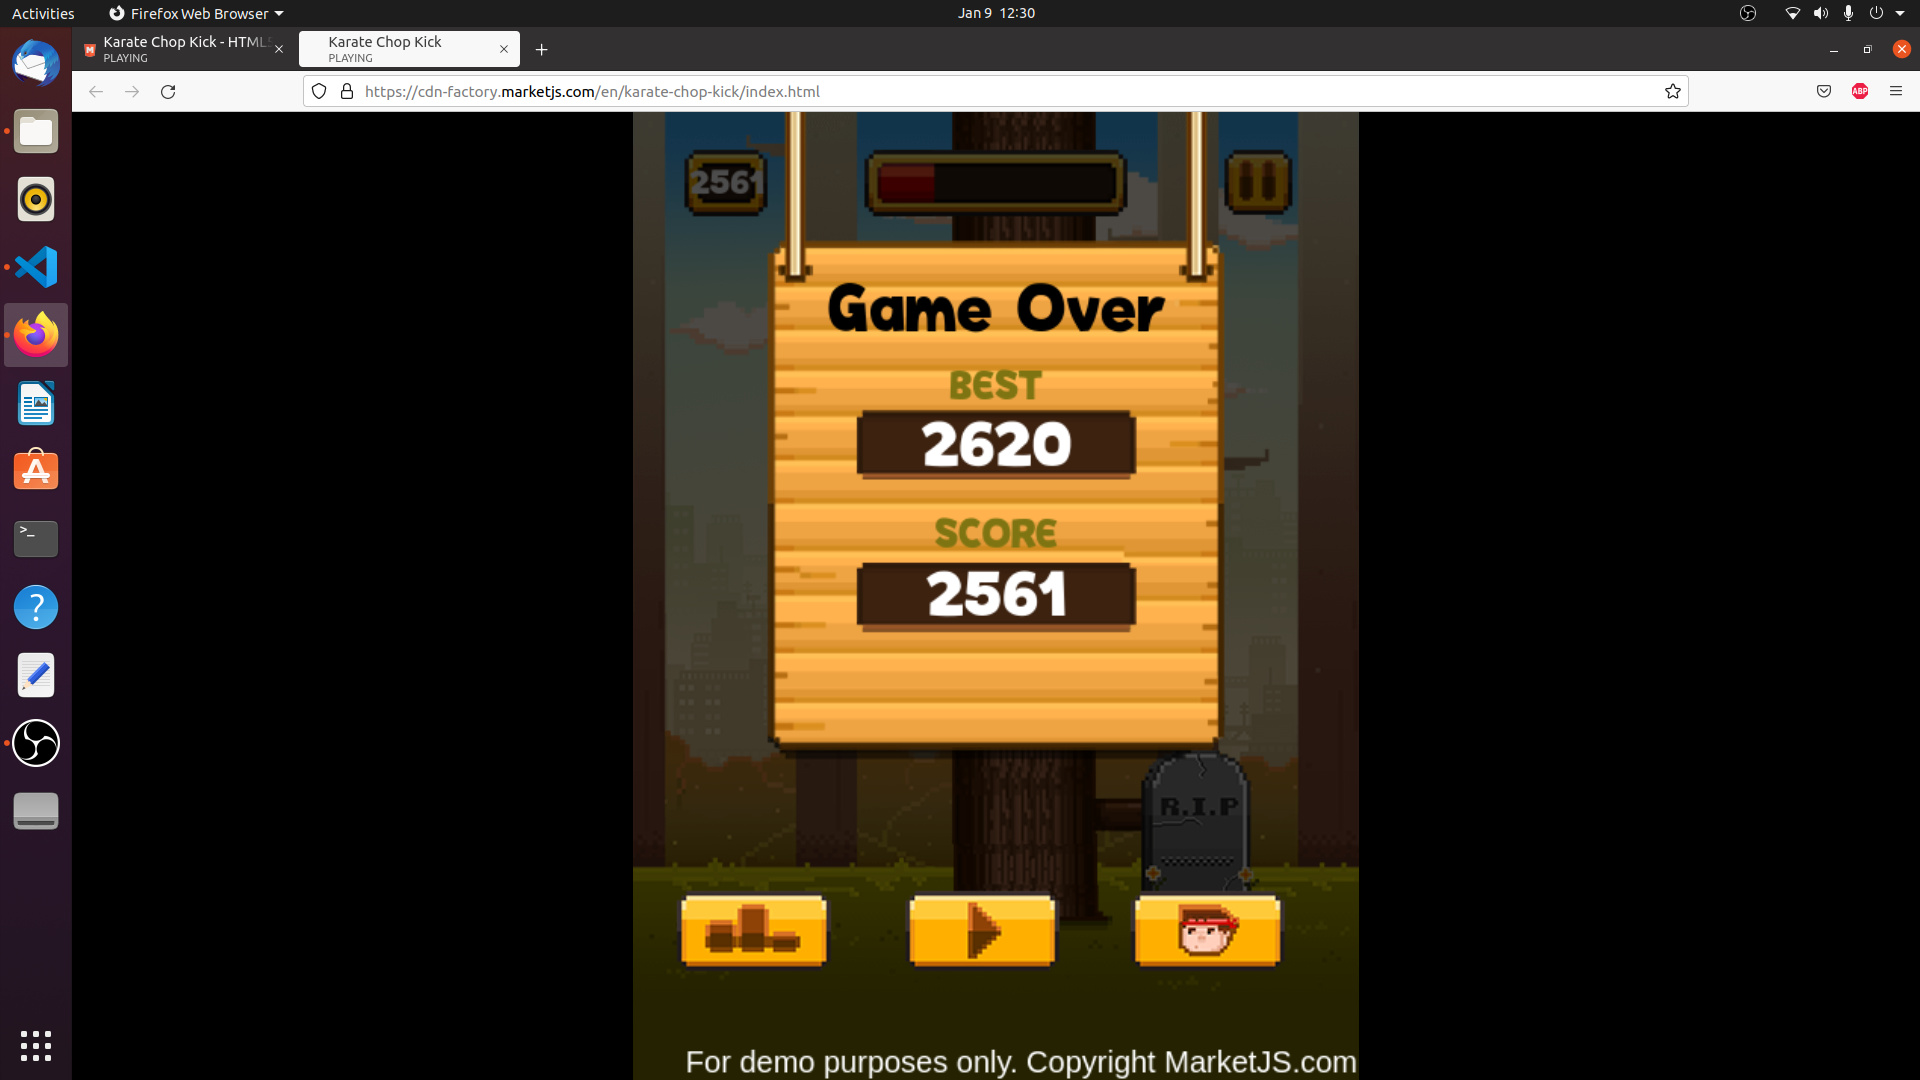 Activities
Firefox Web Browser
Jan 9 12:30
Karate Chop Kick - HTML5
PLAYING
Karate Chop Kick
PLAYING
https://cdn-factory.marketjs.com/en/karate-chop-kick/index.html
ABP
2561
Game Over
BEST
2620
SCORE
2561
R.I.P
For demo purposes only. Copyright MarketJS.com